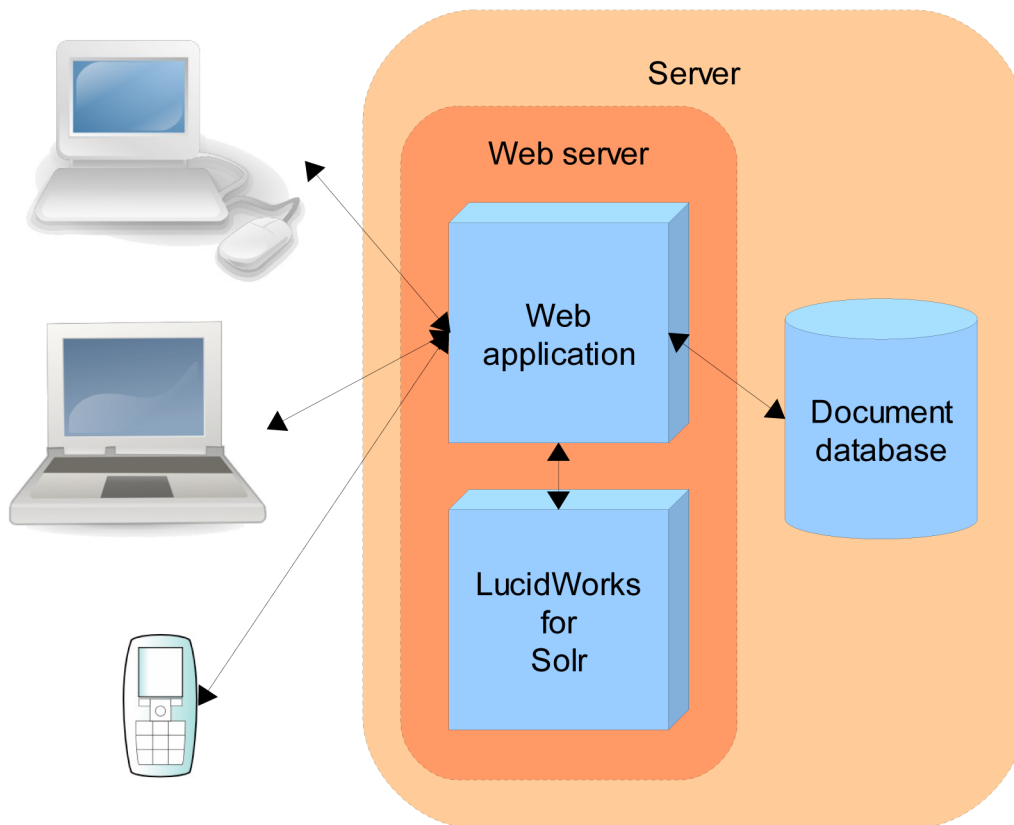 Server
Web server
Web
application
Document
database
LucidWorks
for
Solr